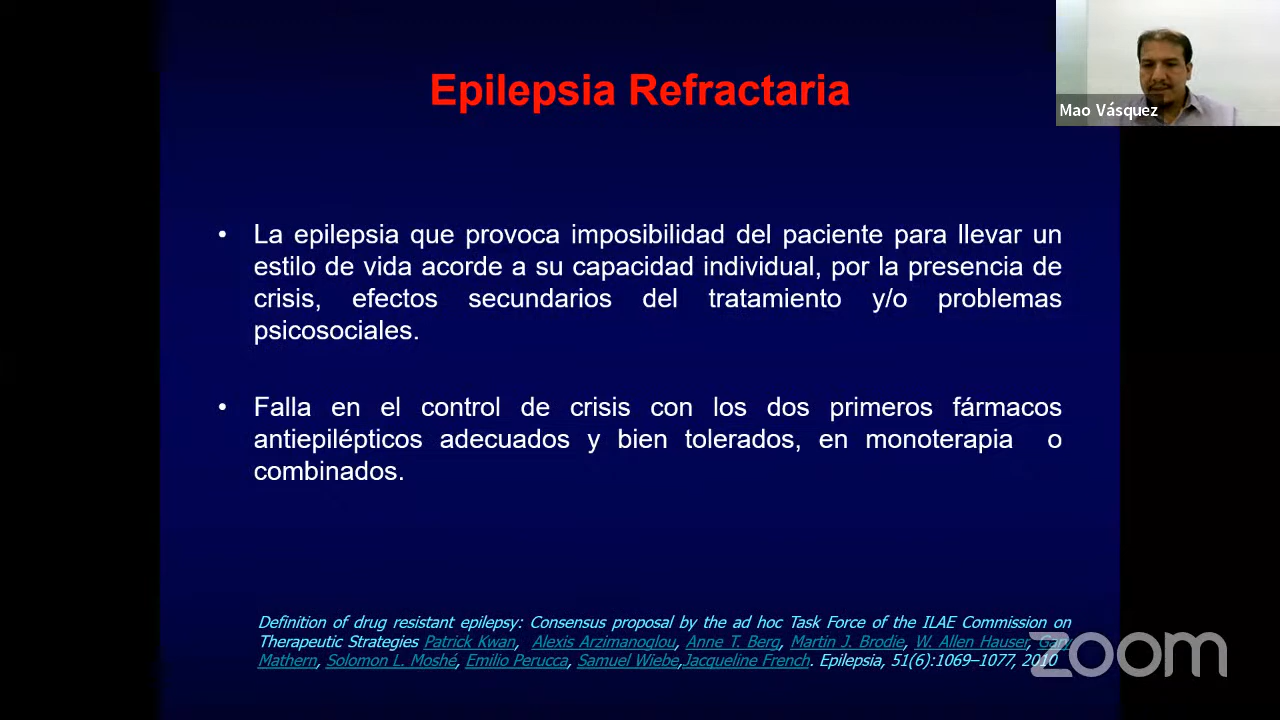 Epilepsia Refractaria
Mao Vásquez
• La epilepsia que provoca imposibilidad del paciente para llevar un
estilo de vida acorde a su capacidad individual, por la presencia de
crisis, efectos secundarios del tratamiento y/o problemas
psicosociales.
• Falla en el control de crisis con los dos primeros fármacos
antiepilépticos adecuados y bien tolerados, en monoterapia o
combinados.
Definition of drug resistant epilepsy: Consensus proposal by the ad hoc Task Force of the ILAE Commission on
Therapeutic Strategies Patrick Kwan, Alexis Arzimanoglou, Anne T. Berg, Martin J. Brodie, W. Allen Hauser, Gary
Mathern, Solomon L. Moshé, Emilio Perucca, Samuel Wiebe,Jacqueline French. Epilepsia, 51(6):1069–1077, 2010
zoom